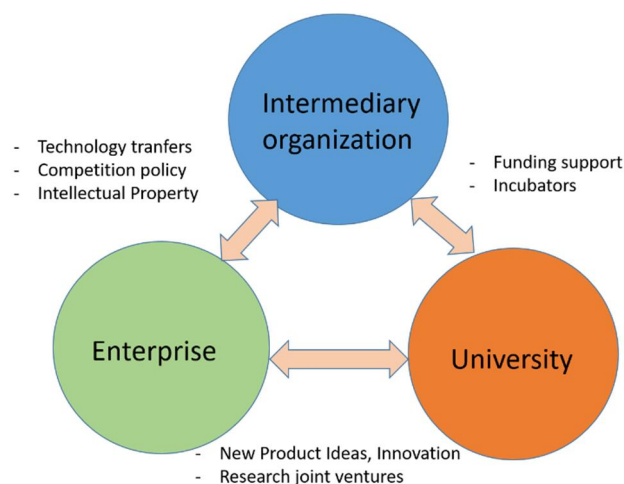 Intermediary
organization
- Technology tranfers
- Competition policy
- Intellectual Property
- Funding support
- Incubators
Enterprise
University
- New Product Ideas, Innovation
- Research joint ventures